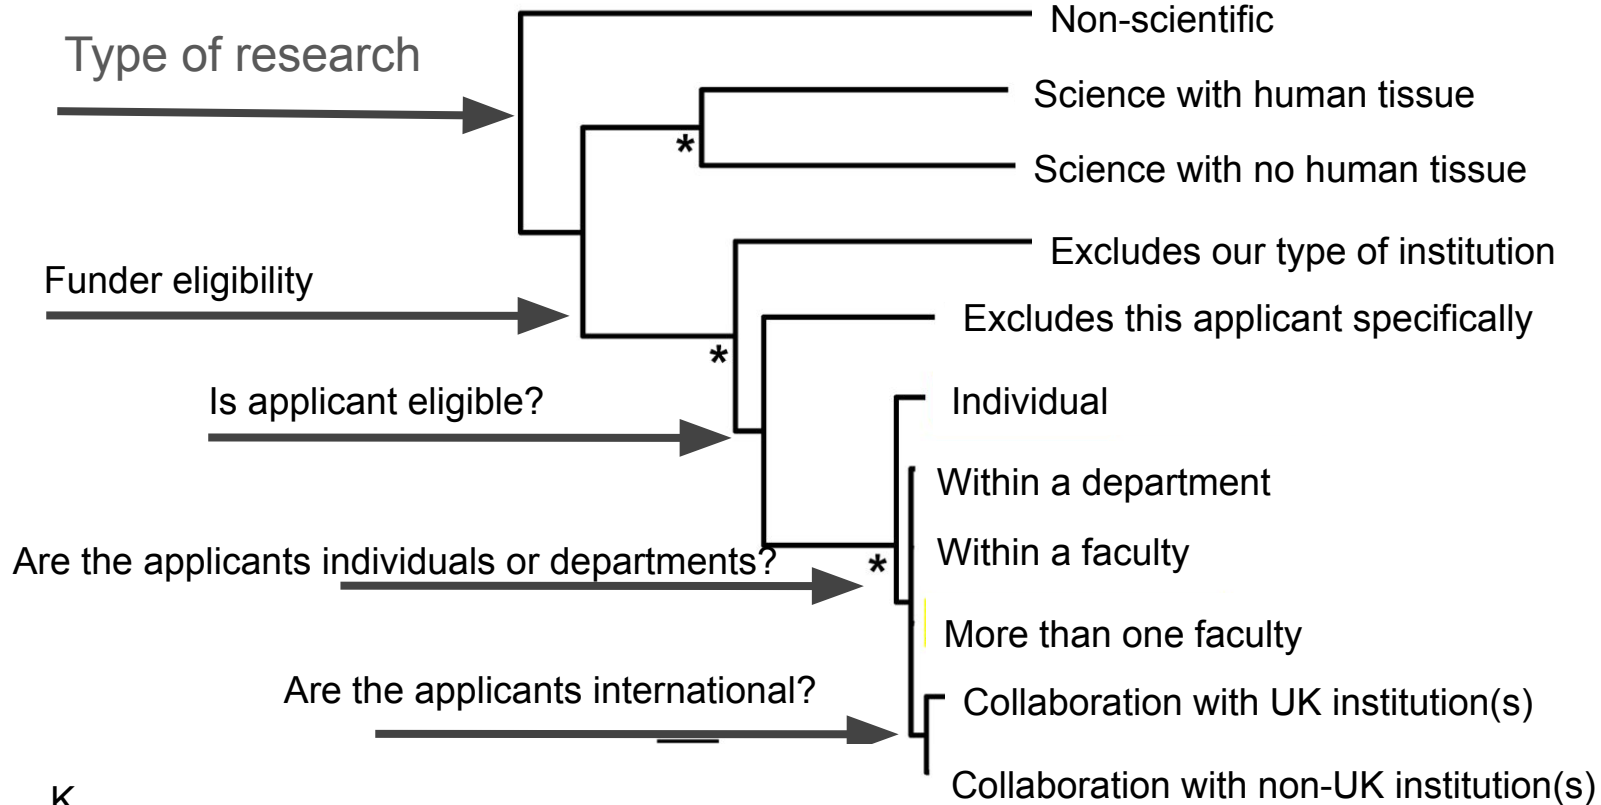 Non-scientific
Type of research
Science with human tissue
*
Science with no human tissue
Excludes our type of institution
Funder eligibility
Excludes this applicant specifically
*
Is applicant eligible?
Individual
Within a department
Within a faculty
Are the applicants individuals or departments?
*
More than one faculty
Are the applicants international?
Collaboration with UK institution(s)
Collaboration with non-UK institution(s)
K